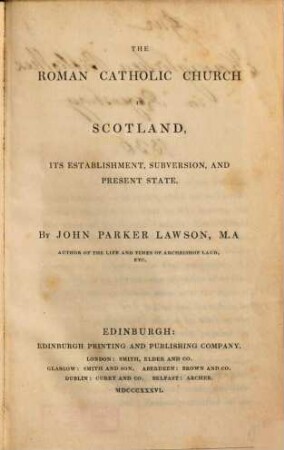 THE
ROMAN CATHOLIC CHURCH
IN
SCOTLAND,
ITS ESTABLISHMENT, SUBVERSION, AND
PRESENT STATE.
BY JOHN PARKER LAWSON, M.A
AUTHOR OF THE LIFE AND TIMES OF ARCHBISHOP LAUD,
ETC.
EDINBURGH:
EDINBURGH PRINTING AND PUBLISHING COMPANY.
LONDON: SMITH, ELDER AND CO.
GLASGOW: SMITH AND SON. ABERDEEN: BROWN AND CO.
DUBLIN: CURRY AND CO. BELFAST: ARCHER.
MDCCCXXXVI.